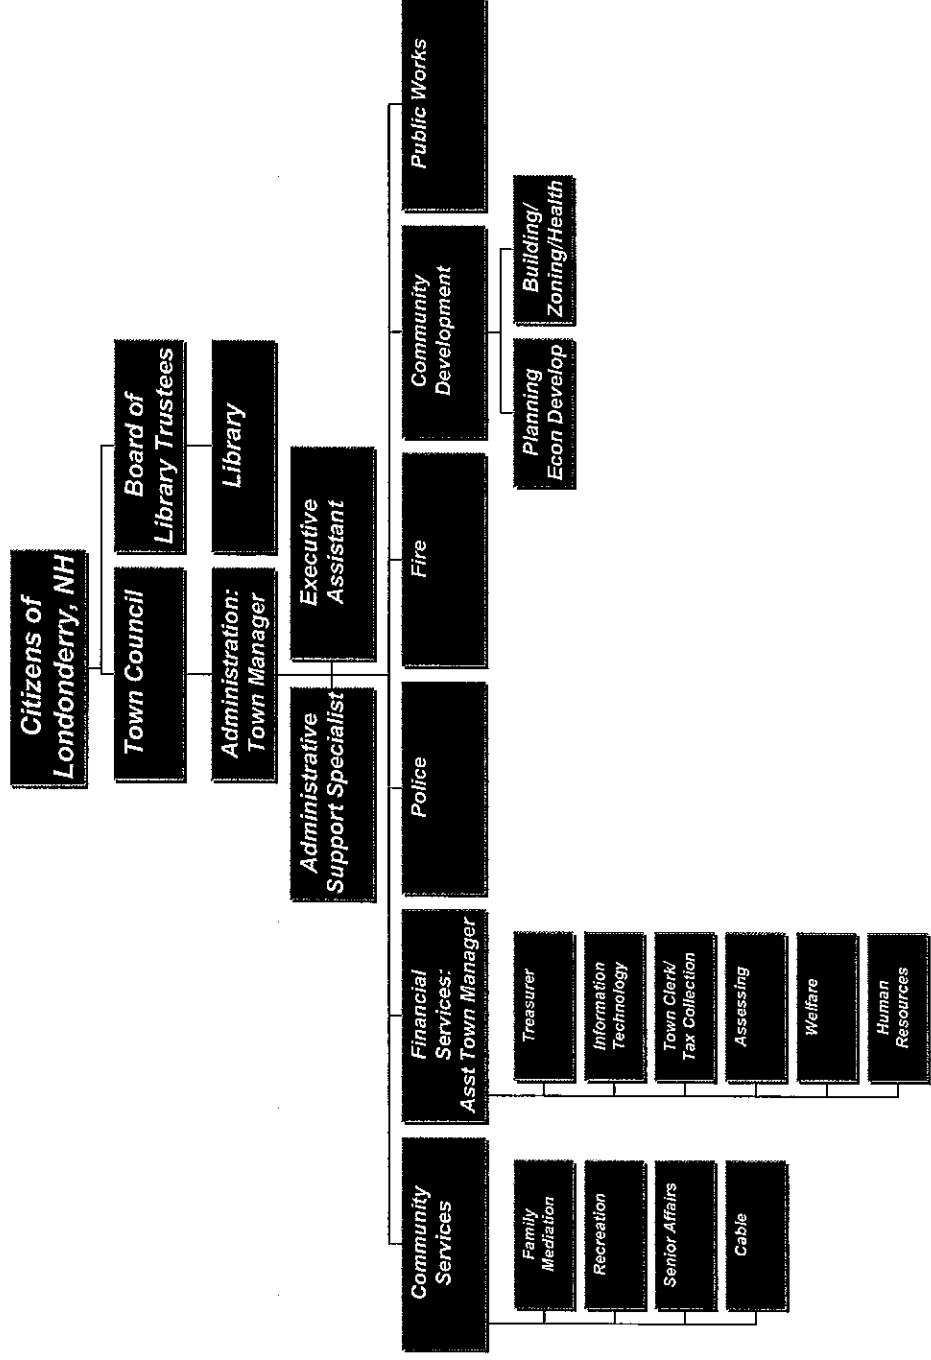 Citizens of
Londonderry, NH
Town Council
Board of
Library Trustees
Administration:
Town Manager
Library
Administrative
Support Specialist
Executive
Assistant
Community
Services
Financial
Services:
Asst Town Manager
Police
Fire
Community
Development
Public Works
Family
Mediation
Recreation
Senior Affairs
Cable
Treasurer
Information
Technology
Town Clerk/
Tax Collection
Assessing
Welfare
Human
Resources
Planning
Econ Develop
Building/
Zoning/Health